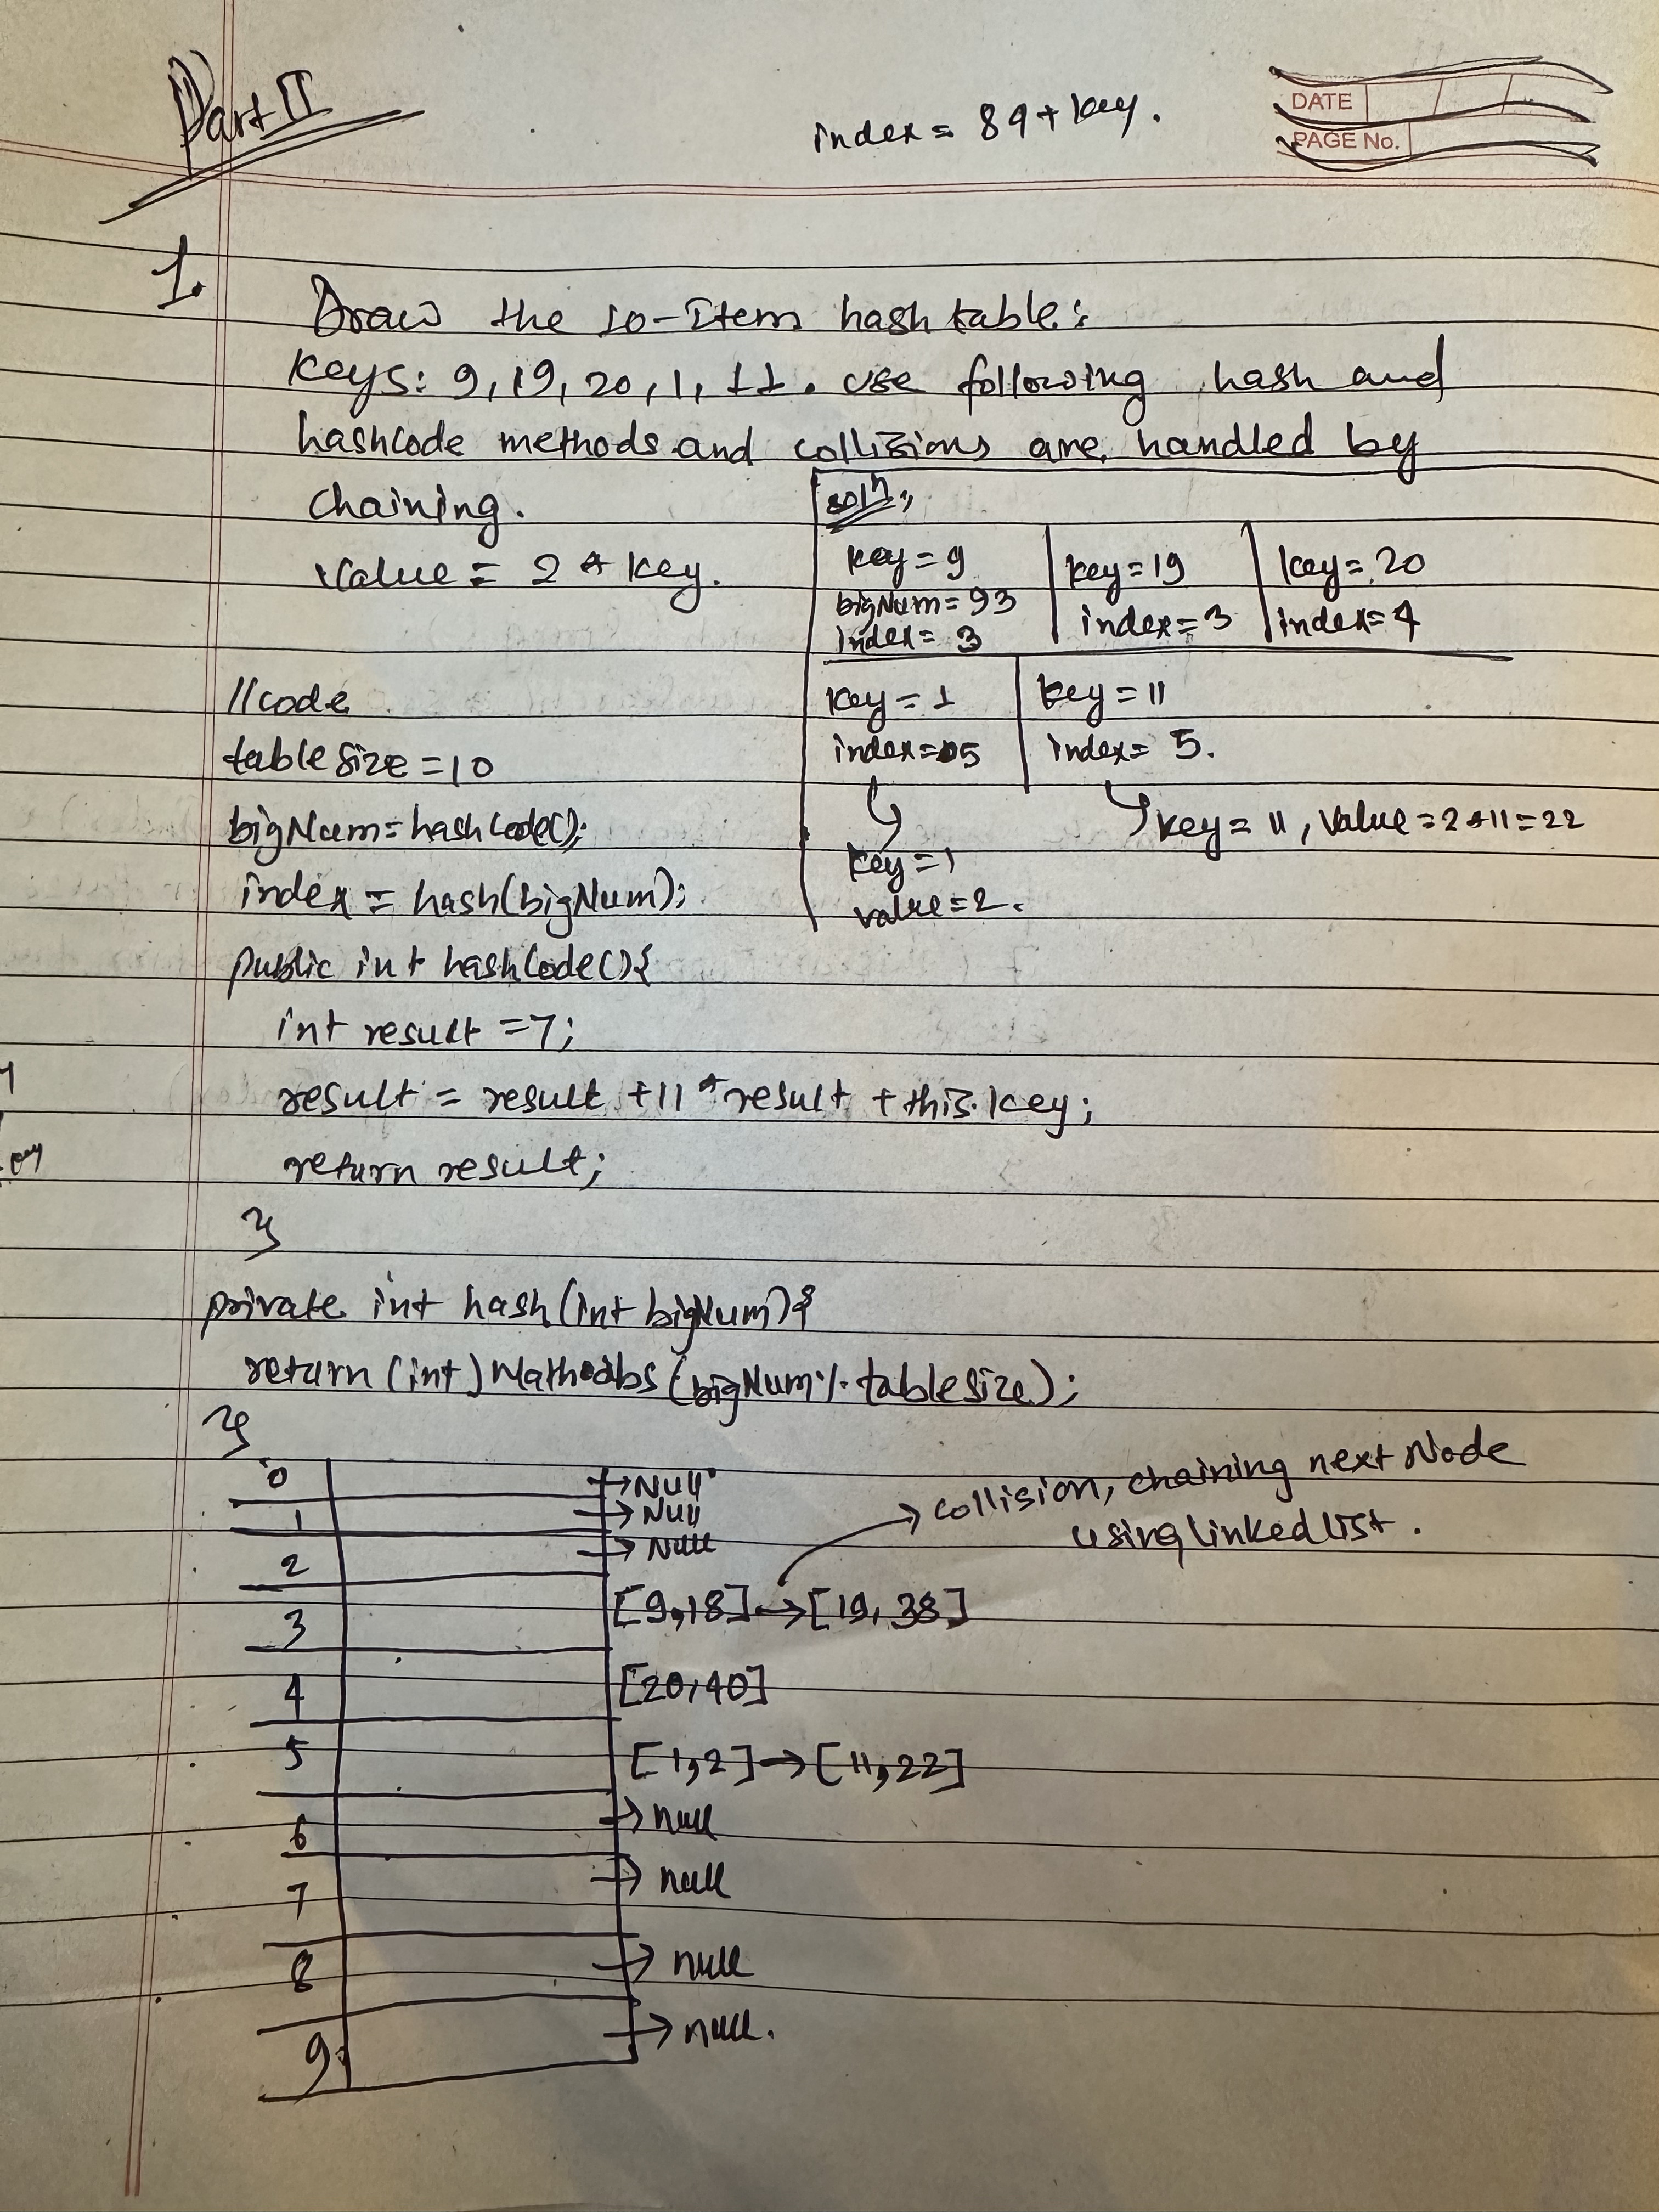 Part II
index = 84 + key.
DATE
PAGE No.
1.
Draw the 10-Item hash table:
Keys: 9, 19, 20, 1, 11. Use following hash and
hashcode methods and collisions are handled by
chaining.
value = 2 * key.
soln:
key = 9
bigNum = 93
index = 3
key = 19
index = 3
key = 20
index = 4
key = 1
index = 5
key = 11
index = 5.
key = 1
value = 2.
key = 11, value = 2*11 = 22
//code
table size = 10
bigNum = hashCode();
index = hash(bigNum);
public int hashCode(){
int result = 7;
result = result + 11 * result + this.key;
return result;
}
private int hash(int bigNum){
return (int) Math.abs(bigNum % tablesize);
}
0 → Null
1 → Null
2 → Null
3 [9,18] → [19, 38]
collision, chaining next Node
using linked list.
4 [20,40]
5 [1,2] → [11,22]
6 → null
7 → null
8 → null
9 → null.